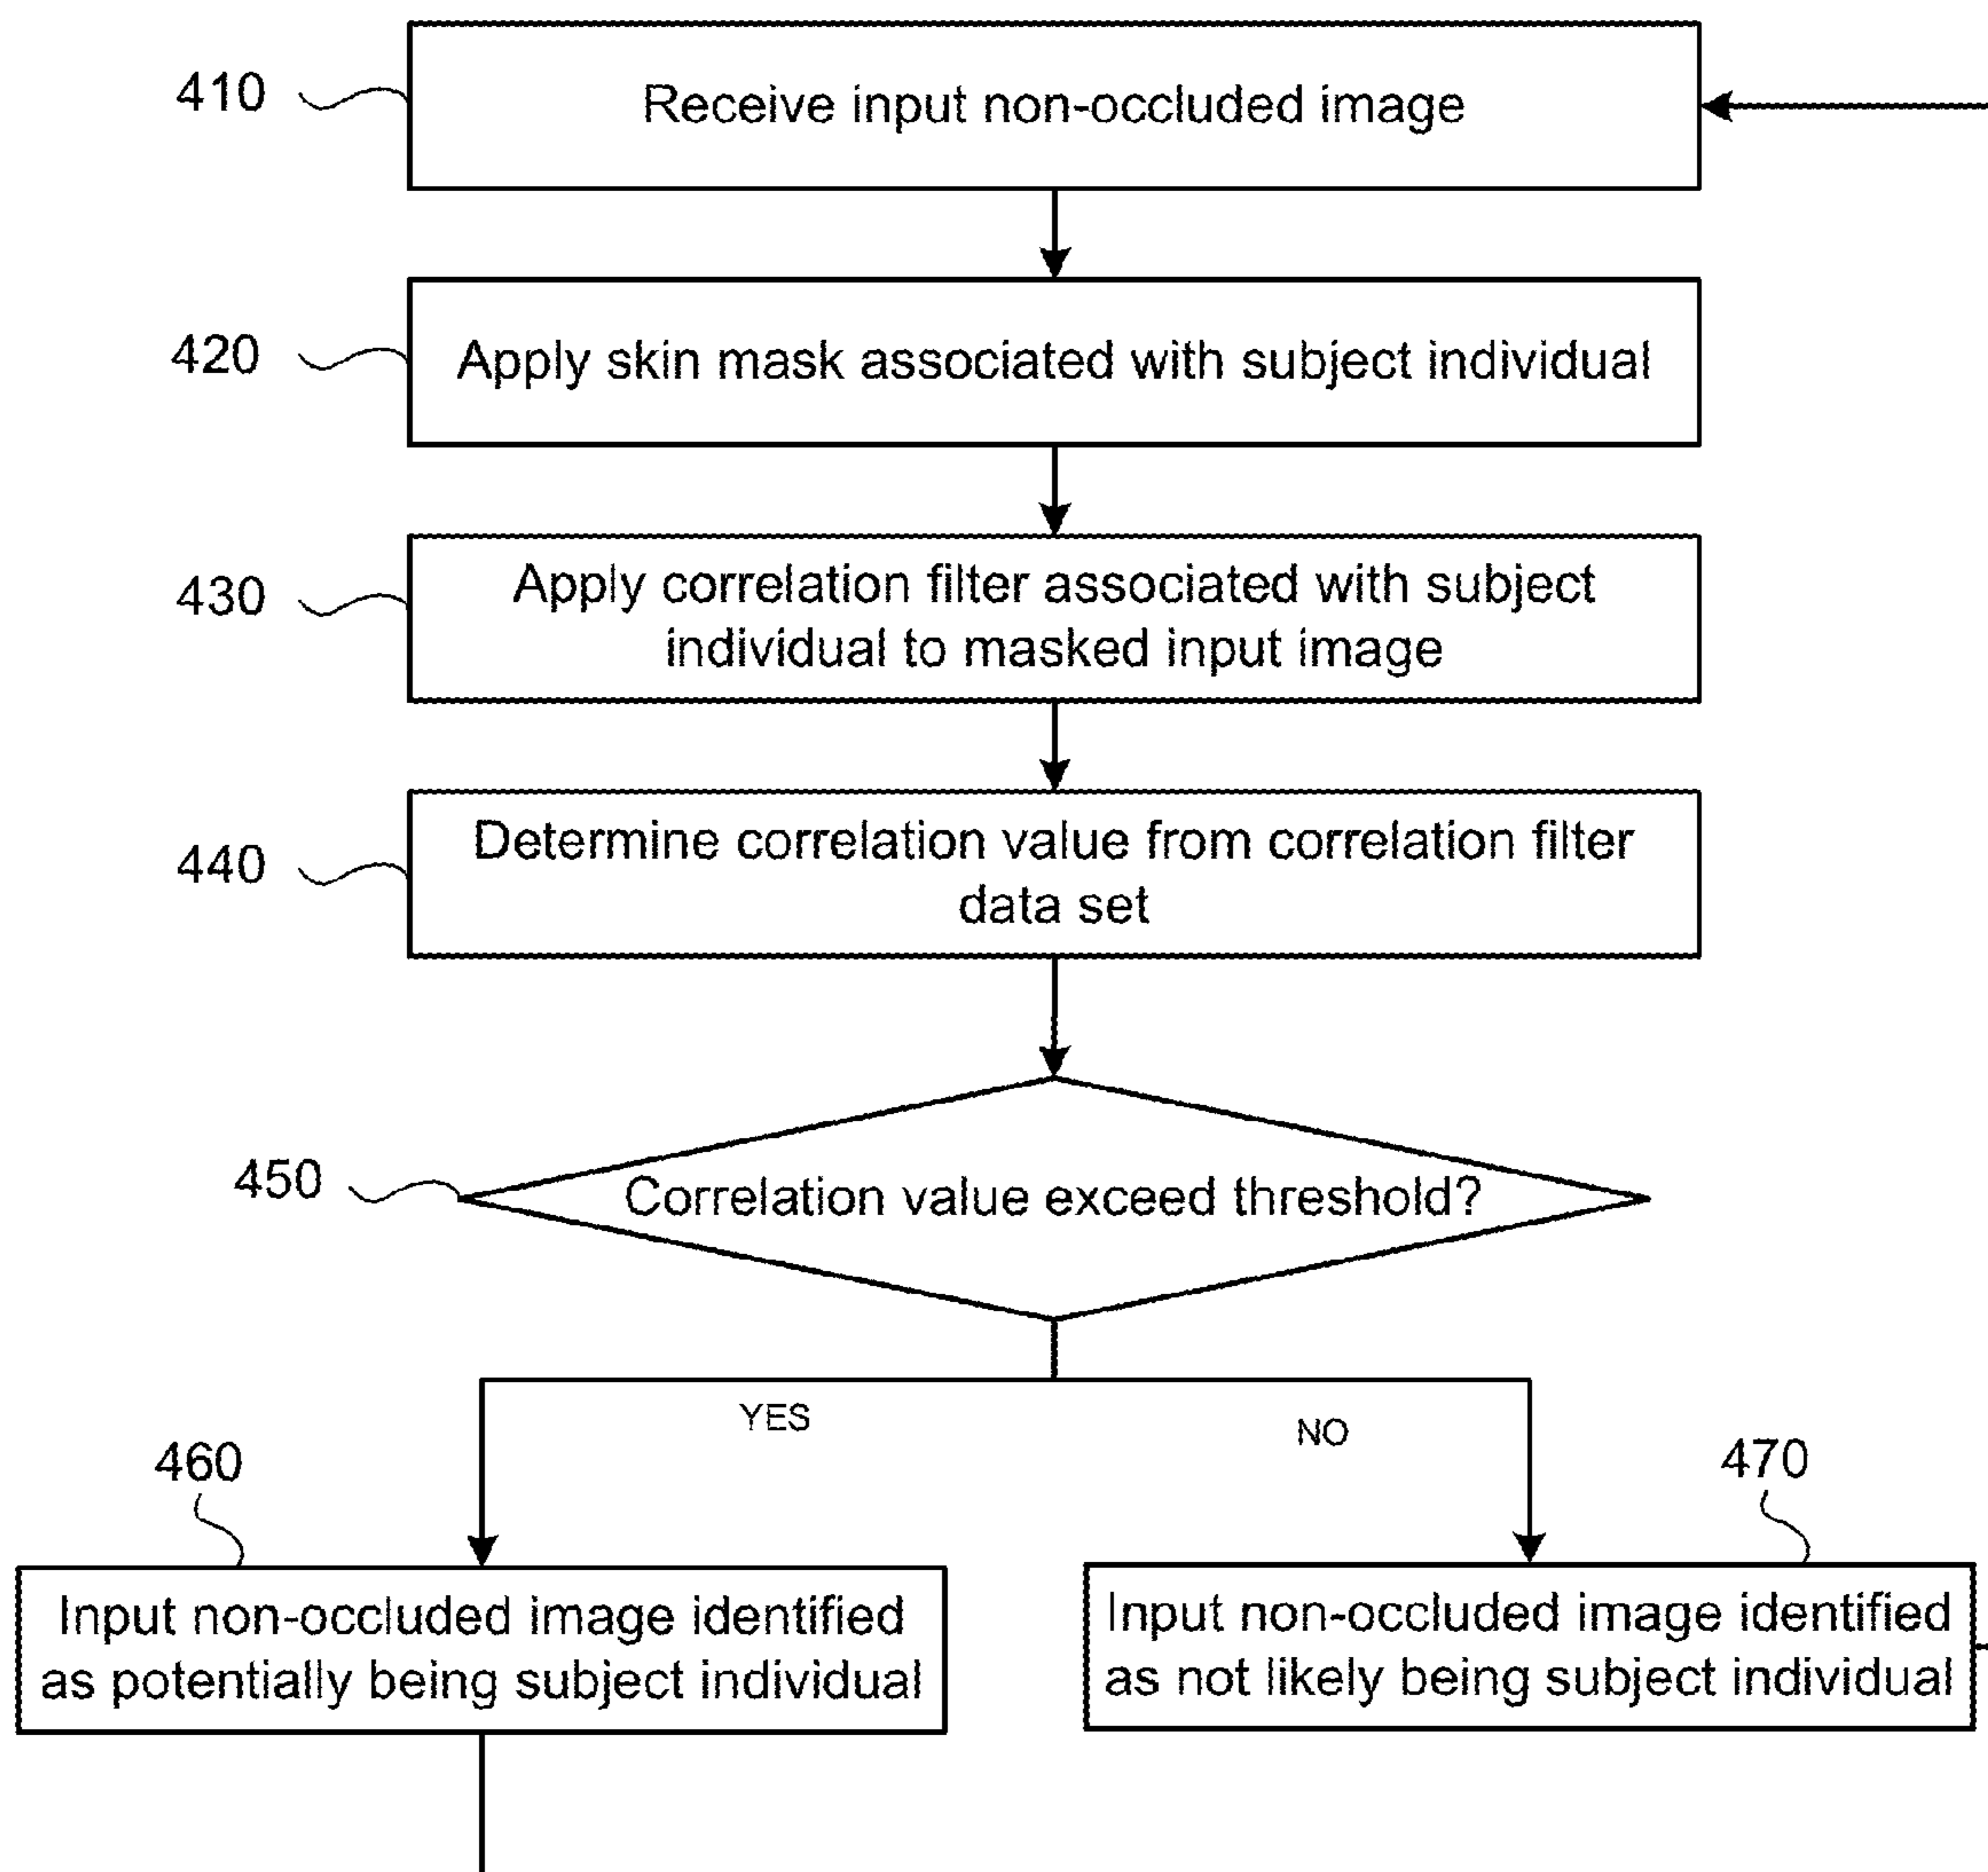 410
Receive input non-occluded image
420
Apply skin mask associated with subject individual
430
Apply correlation filter associated with subject
individual to masked input image
440
Determine correlation value from correlation filter
data set
450
Correlation value exceed threshold?
YES
NO
460
470
Input non-occluded image identified
as potentially being subject individual
Input non-occluded image identified
as not likely being subject individual